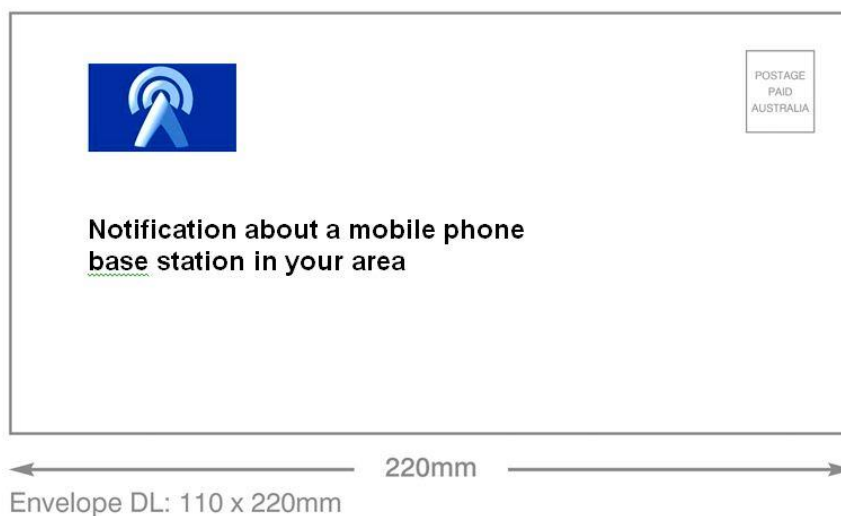 POSTAGE
PAID
AUSTRALIA
Notification about a mobile phone
base station in your area
220mm
Envelope DL: 110 x 220mm